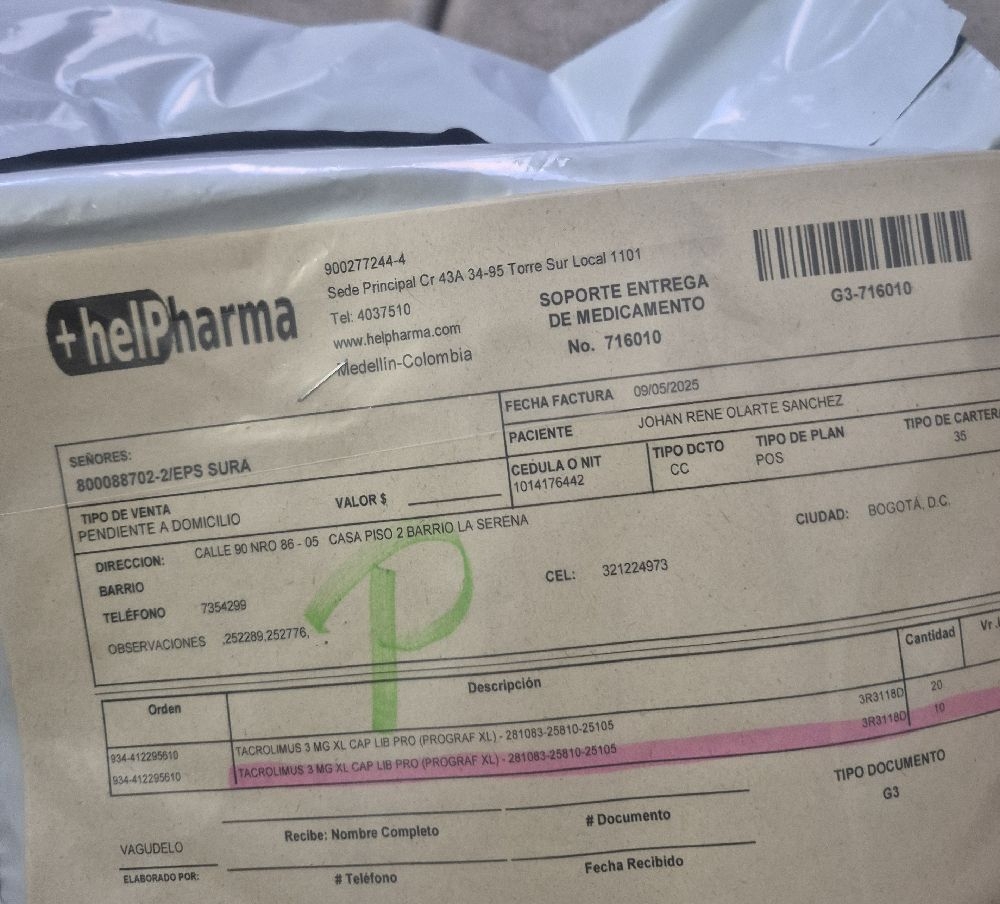 +helPharma
900277244-4
Sede Principal Cr 43A 34-95 Torre Sur Local 1101
Tel: 4037510
www.helpharma.com
Medellín-Colombia
SOPORTE ENTREGA
DE MEDICAMENTO
No. 716010
G3-716010
SEÑORES:
800088702-2/EPS SURA
FECHA FACTURA 09/05/2025
PACIENTE JOHAN RENE OLARTE SANCHEZ
TIPO DE VENTA
PENDIENTE A DOMICILIO
VALOR $
CEDULA O NIT
1014176442
TIPO DCTO
CC
TIPO DE PLAN
POS
TIPO DE CARTERA
35
DIRECCION: CALLE 90 NRO 86 - 05 CASA PISO 2 BARRIO LA SERENA
CIUDAD: BOGOTÁ, D.C.
BARRIO
TELÉFONO 7354299
CEL: 321224973
OBSERVACIONES ,252289,252776,
P
Orden Descripción Cantidad Vr.
934-412295610 TACROLIMUS 3 MG XL CAP LIB PRO (PROGRAF XL) - 281083-25810-25105 3R3118D 20
934-412295610 TACROLIMUS 3 MG XL CAP LIB PRO (PROGRAF XL) - 281083-25810-25105 3R3118D 10
TIPO DOCUMENTO
G3
VAGUDELO
ELABORADO POR:
Recibe: Nombre Completo
# Documento
# Teléfono
Fecha Recibido